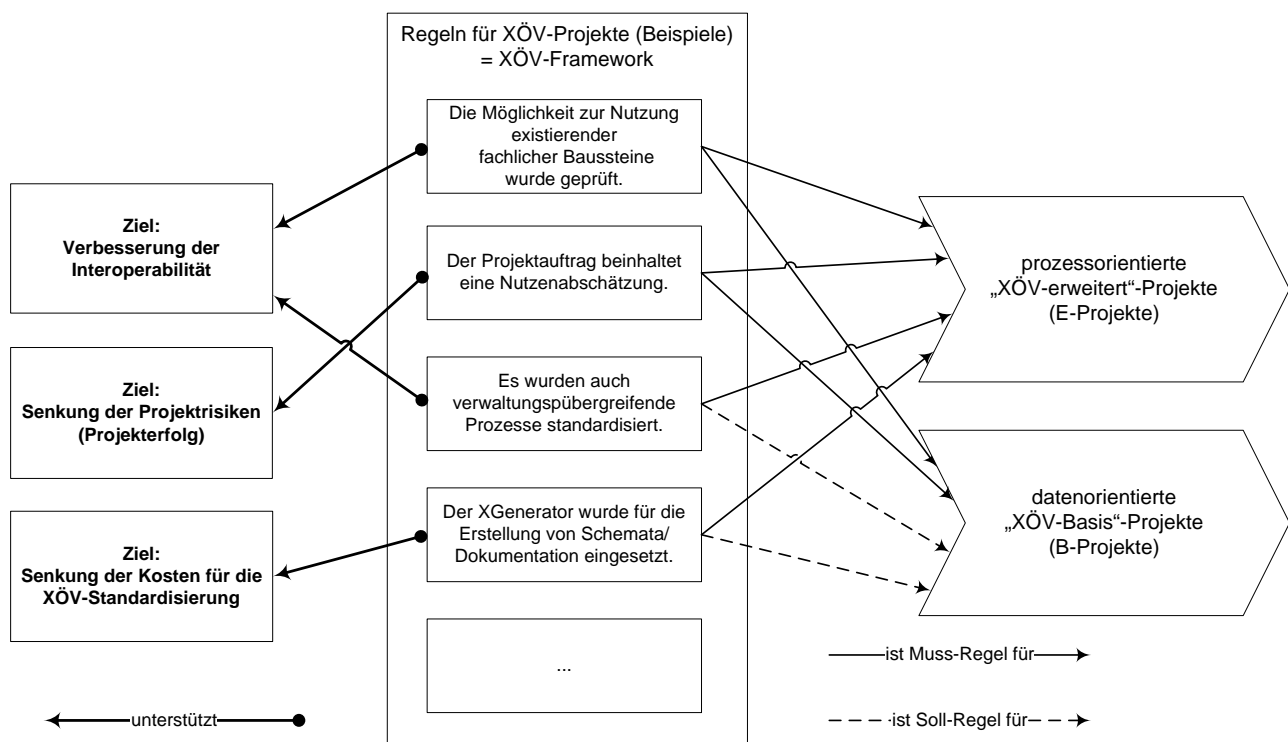 Regeln für XÖV-Projekte (Beispiele)
= XÖV-Framework
Die Möglichkeit zur Nutzung
existierender
fachlicher Baussteine
wurde geprüft.
Der Projektauftrag beinhaltet
eine Nutzenabschätzung.
Es wurden auch
verwaltungspübergreifende
Prozesse standardisiert.
Der XGenerator wurde für die
Erstellung von Schemata/
Dokumentation eingesetzt.
...
Ziel:
Verbesserung der
Interoperabilität
Ziel:
Senkung der Projektrisiken
(Projekterfolg)
Ziel:
Senkung der Kosten für die
XÖV-Standardisierung
unterstützt
prozessorientierte
„XÖV-erweitert“-Projekte
(E-Projekte)
datenorientierte
„XÖV-Basis“-Projekte
(B-Projekte)
ist Muss-Regel für
ist Soll-Regel für